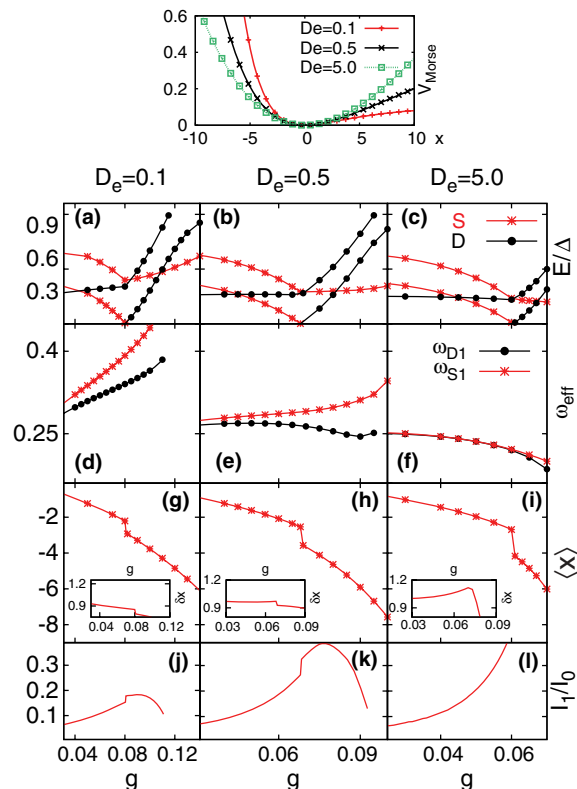 0.6
0.4
0.2
0
De=0.1
De=0.5
De=5.0
V_Morse
-10 -5 0 5 10
x
D_e=0.1 D_e=0.5 D_e=5.0
(a) (b) (c)
S
D
0.9
0.6
0.3
E/Δ
0.4
0.25
ω_D1
ω_S1
ω_eff
(d) (e) (f)
(g) (h) (i)
-2
-4
-6
-8
⟨x⟩
g g g
1.2 1.2 1.2
0.9 0.9 0.9
δx δx δx
0.04 0.08 0.12 0.03 0.06 0.09 0.03 0.06 0.09
(j) (k) (l)
0.3
0.2
0.1
I_1/I_0
0.04 0.08 0.12 0.06 0.09 0.04 0.06
g g g